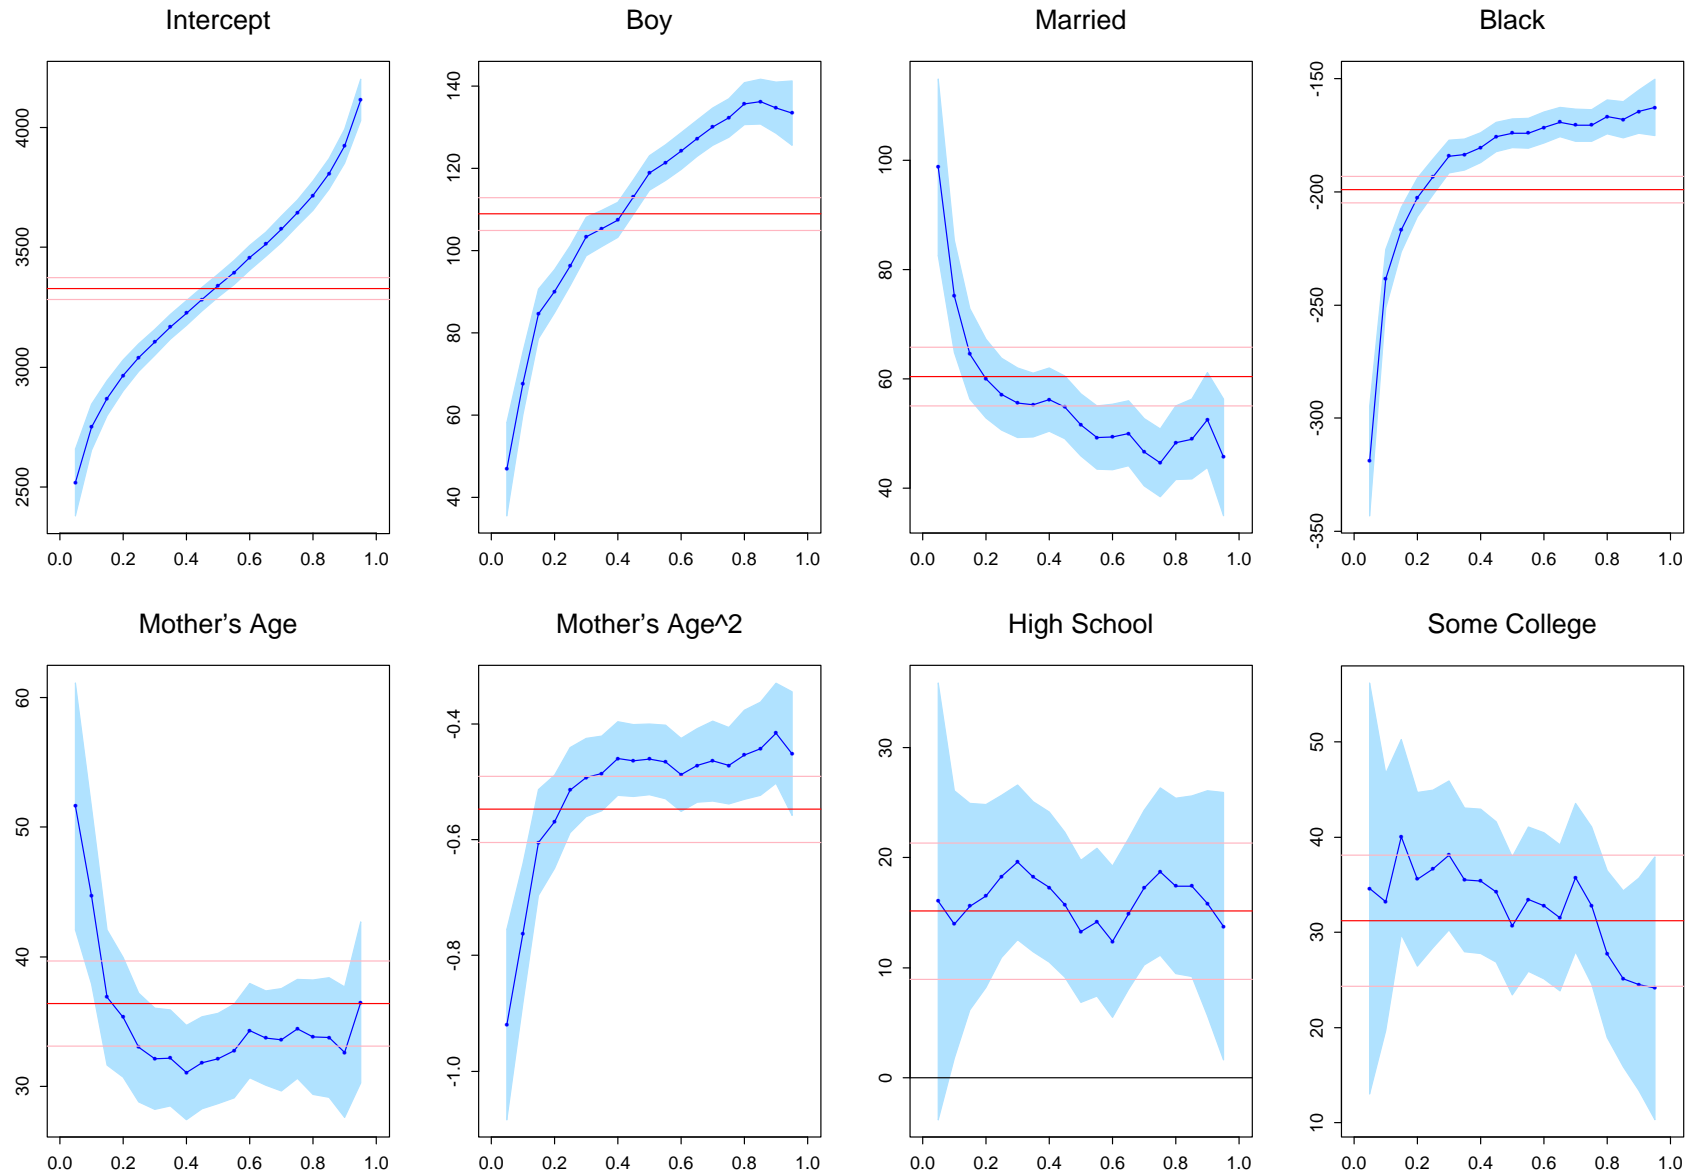 Intercept
Boy
Married
Black
4000
3500
3000
2500
0.0 0.2 0.4 0.6 0.8 1.0
140
120
100
80
60
40
0.0 0.2 0.4 0.6 0.8 1.0
100
80
60
40
0.0 0.2 0.4 0.6 0.8 1.0
-150
-200
-250
-300
-350
0.0 0.2 0.4 0.6 0.8 1.0
Mother’s Age
Mother’s Age^2
High School
Some College
60
50
40
30
0.0 0.2 0.4 0.6 0.8 1.0
-0.4
-0.6
-0.8
-1.0
0.0 0.2 0.4 0.6 0.8 1.0
30
20
10
0
0.0 0.2 0.4 0.6 0.8 1.0
50
40
30
20
10
0.0 0.2 0.4 0.6 0.8 1.0